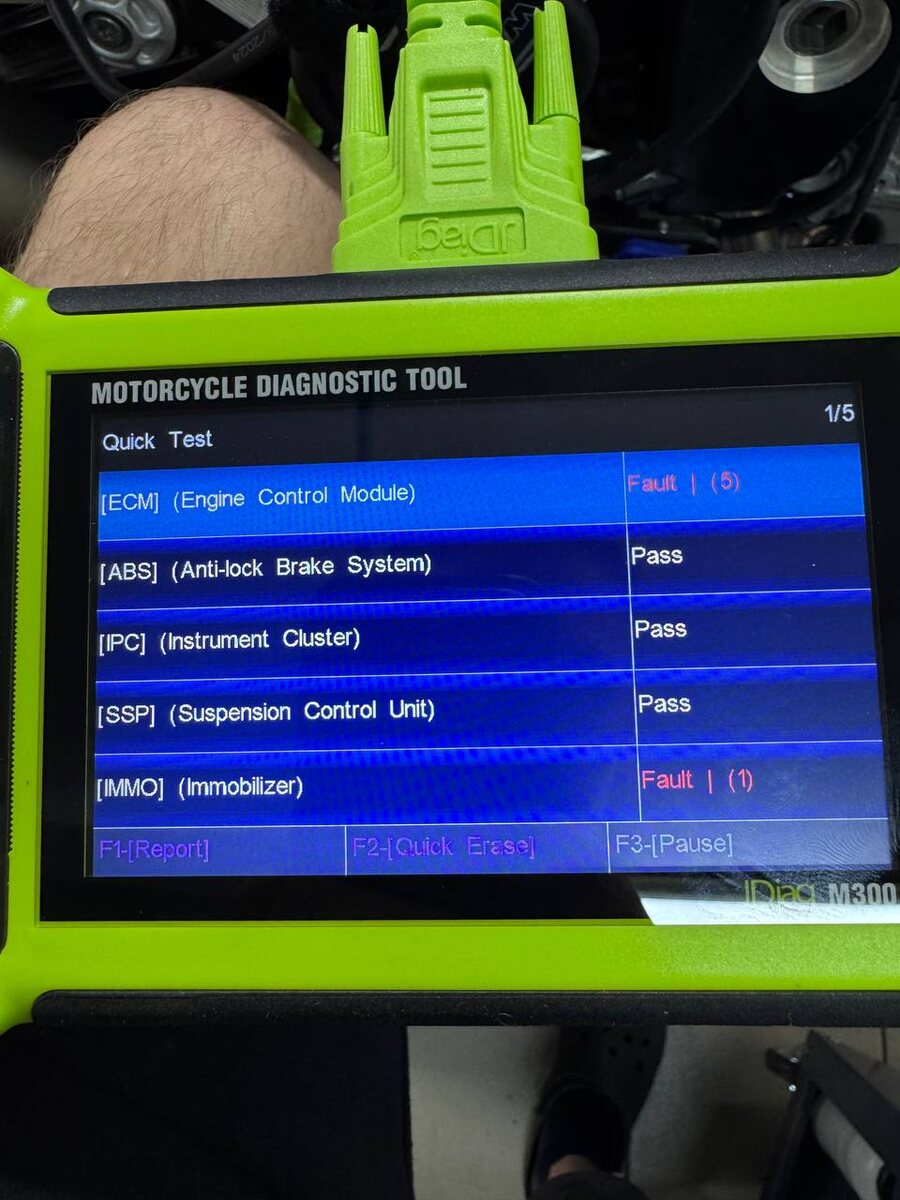 JDiag
MOTORCYCLE DIAGNOSTIC TOOL
Quick Test 1/5
[ECM] (Engine Control Module) Fault | (5)
[ABS] (Anti-lock Brake System) Pass
[IPC] (Instrument Cluster) Pass
[SSP] (Suspension Control Unit) Pass
[IMMO] (Immobilizer) Fault | (1)
F1-[Report] F2-[Quick Erase] F3-[Pause]
JDiag M300